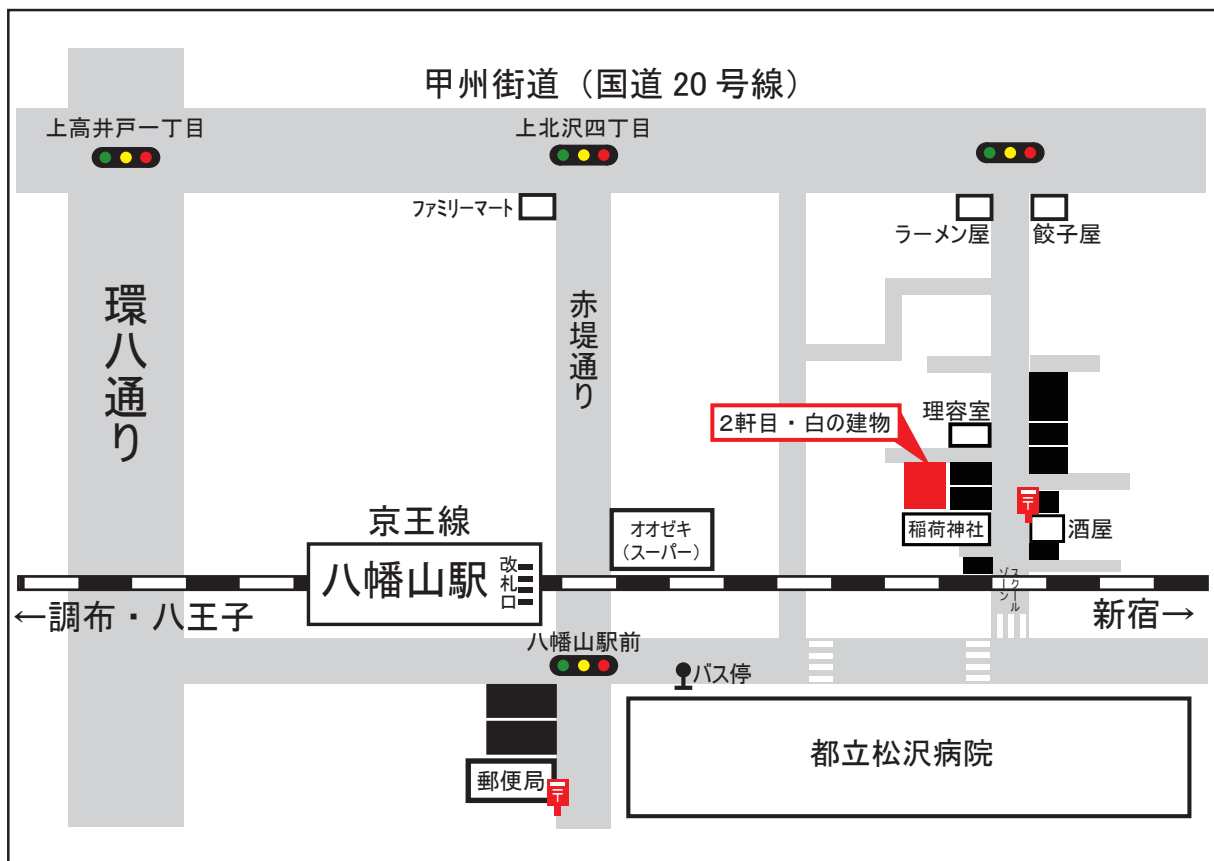 甲州街道（国道 20 号線）
上高井戸一丁目
上北沢四丁目
ファミリーマート
ラーメン屋
餃子屋
環八通り
赤堤通り
2軒目・白の建物
理容室
京王線
オオゼキ
（スーパー）
稲荷神社
〒
酒屋
八幡山駅
改札口
スクール
ゾーン
←調布・八王子
新宿→
八幡山駅前
バス停
都立松沢病院
郵便局
〒